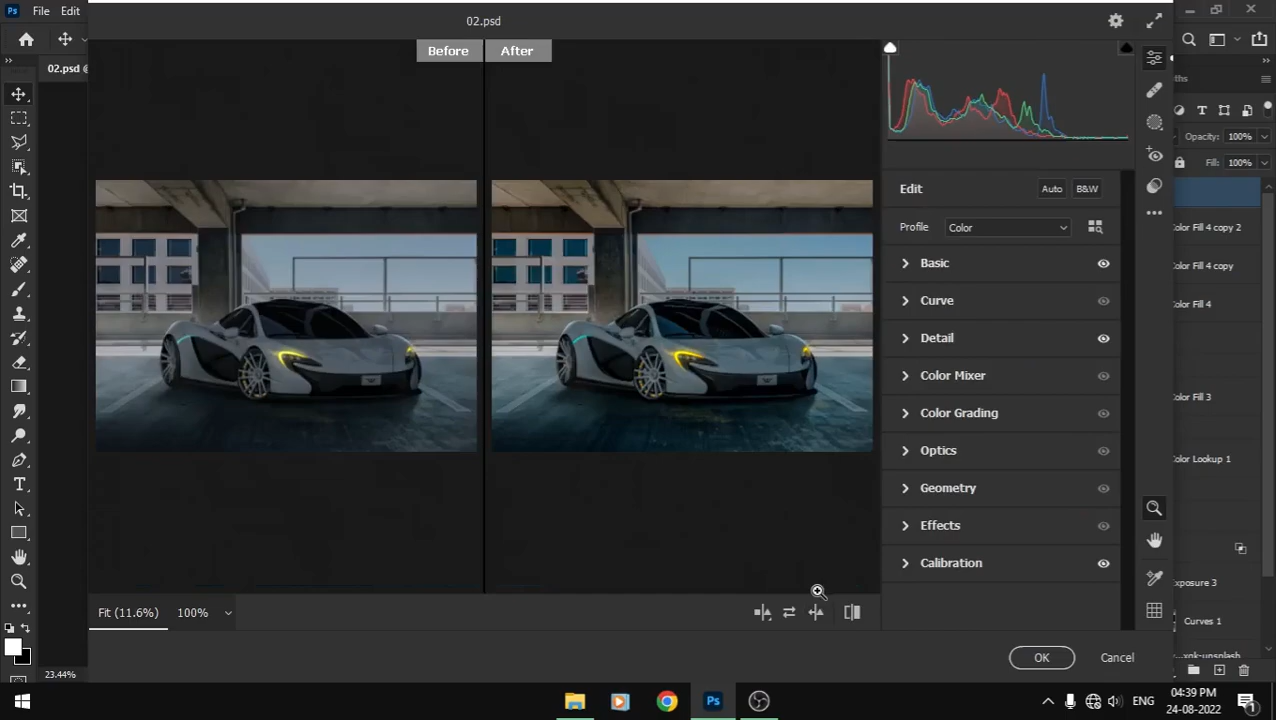 Ps File Edit
02.psd
02.psd @
Before After
Edit Auto B&W
Profile Color
Basic
Curve
Detail
Color Mixer
Color Grading
Optics
Geometry
Effects
Calibration
Opacity: 100%
Fill: 100%
Color Fill 4 copy 2
Color Fill 4 copy
Color Fill 4
Color Fill 3
Color Lookup 1
Exposure 3
Curves 1
Fit (11.6%) 100%
OK Cancel
23.44%
Ps
ENG
04:39 PM
24-08-2022
1